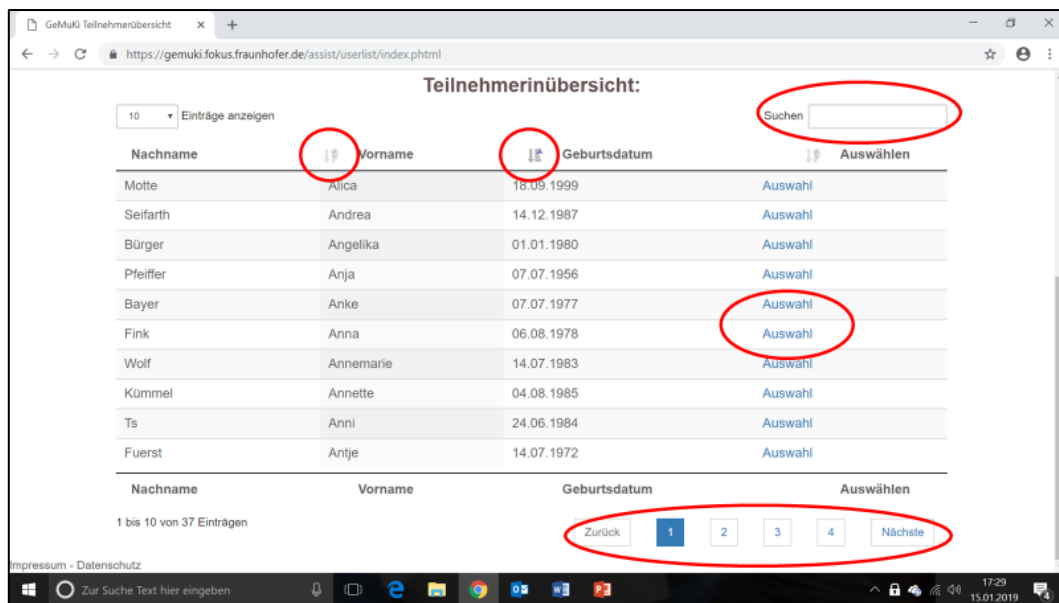 GeMuKi Teilnehmerübersicht
https://gemuki.fokus.fraunhofer.de/assist/userlist/index.phtml
Teilnehmerinübersicht:
10 Einträge anzeigen Suchen
Nachname Vorname Geburtsdatum Auswählen
Motte Alica 18.09.1999 Auswahl
Seifarth Andrea 14.12.1987 Auswahl
Bürger Angelika 01.01.1980 Auswahl
Pfeiffer Anja 07.07.1956 Auswahl
Bayer Anke 07.07.1977 Auswahl
Fink Anna 06.08.1978 Auswahl
Wolf Annemarie 14.07.1983 Auswahl
Kümmel Annette 04.08.1985 Auswahl
Ts Anni 24.06.1984 Auswahl
Fuerst Antje 14.07.1972 Auswahl
Nachname Vorname Geburtsdatum Auswählen
1 bis 10 von 37 Einträgen Zurück 1 2 3 4 Nächste
Impressum - Datenschutz
Zur Suche Text hier eingeben 17:29
15.01.2019 4